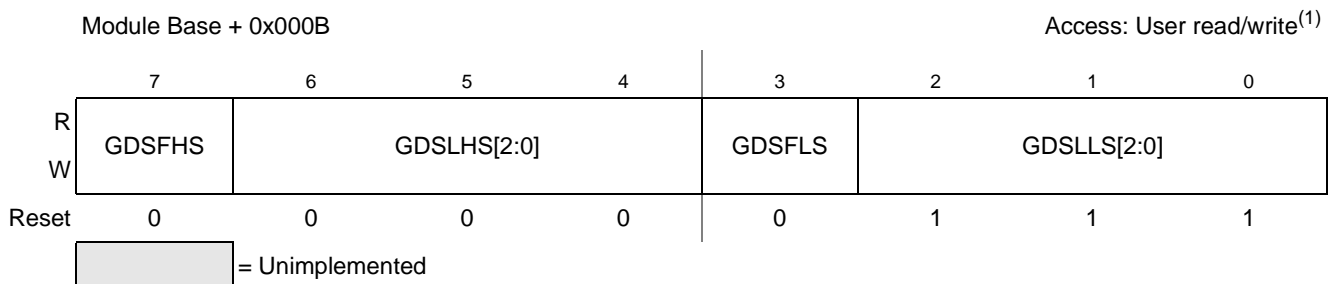 Module Base + 0x000B Access: User read/write(1)
7 6 5 4 3 2 1 0
R
GDSFHS GDSLHS[2:0] GDSFLS GDSLLS[2:0]
W
Reset 0 0 0 0 0 1 1 1
= Unimplemented